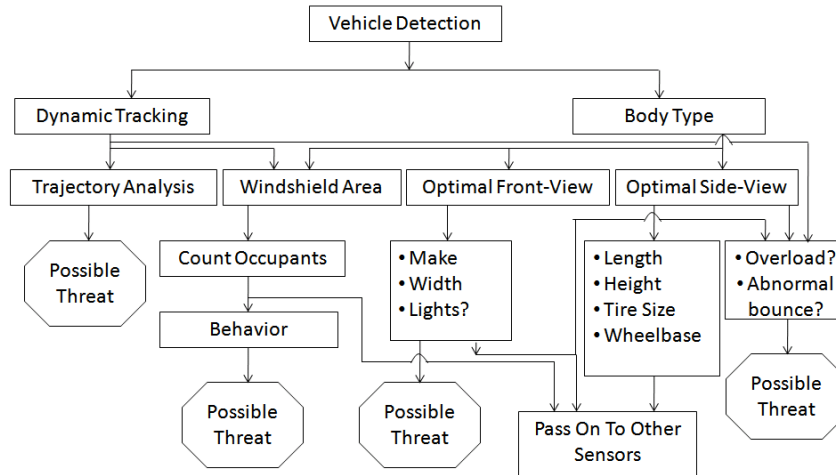 Vehicle Detection
Dynamic Tracking
Body Type
Trajectory Analysis
Windshield Area
Optimal Front-View
Optimal Side-View
Possible
Threat
Count Occupants
• Make
• Width
• Lights?
• Length
• Height
• Tire Size
• Wheelbase
• Overload?
• Abnormal
bounce?
Behavior
Possible
Threat
Possible
Threat
Pass On To Other
Sensors
Possible
Threat